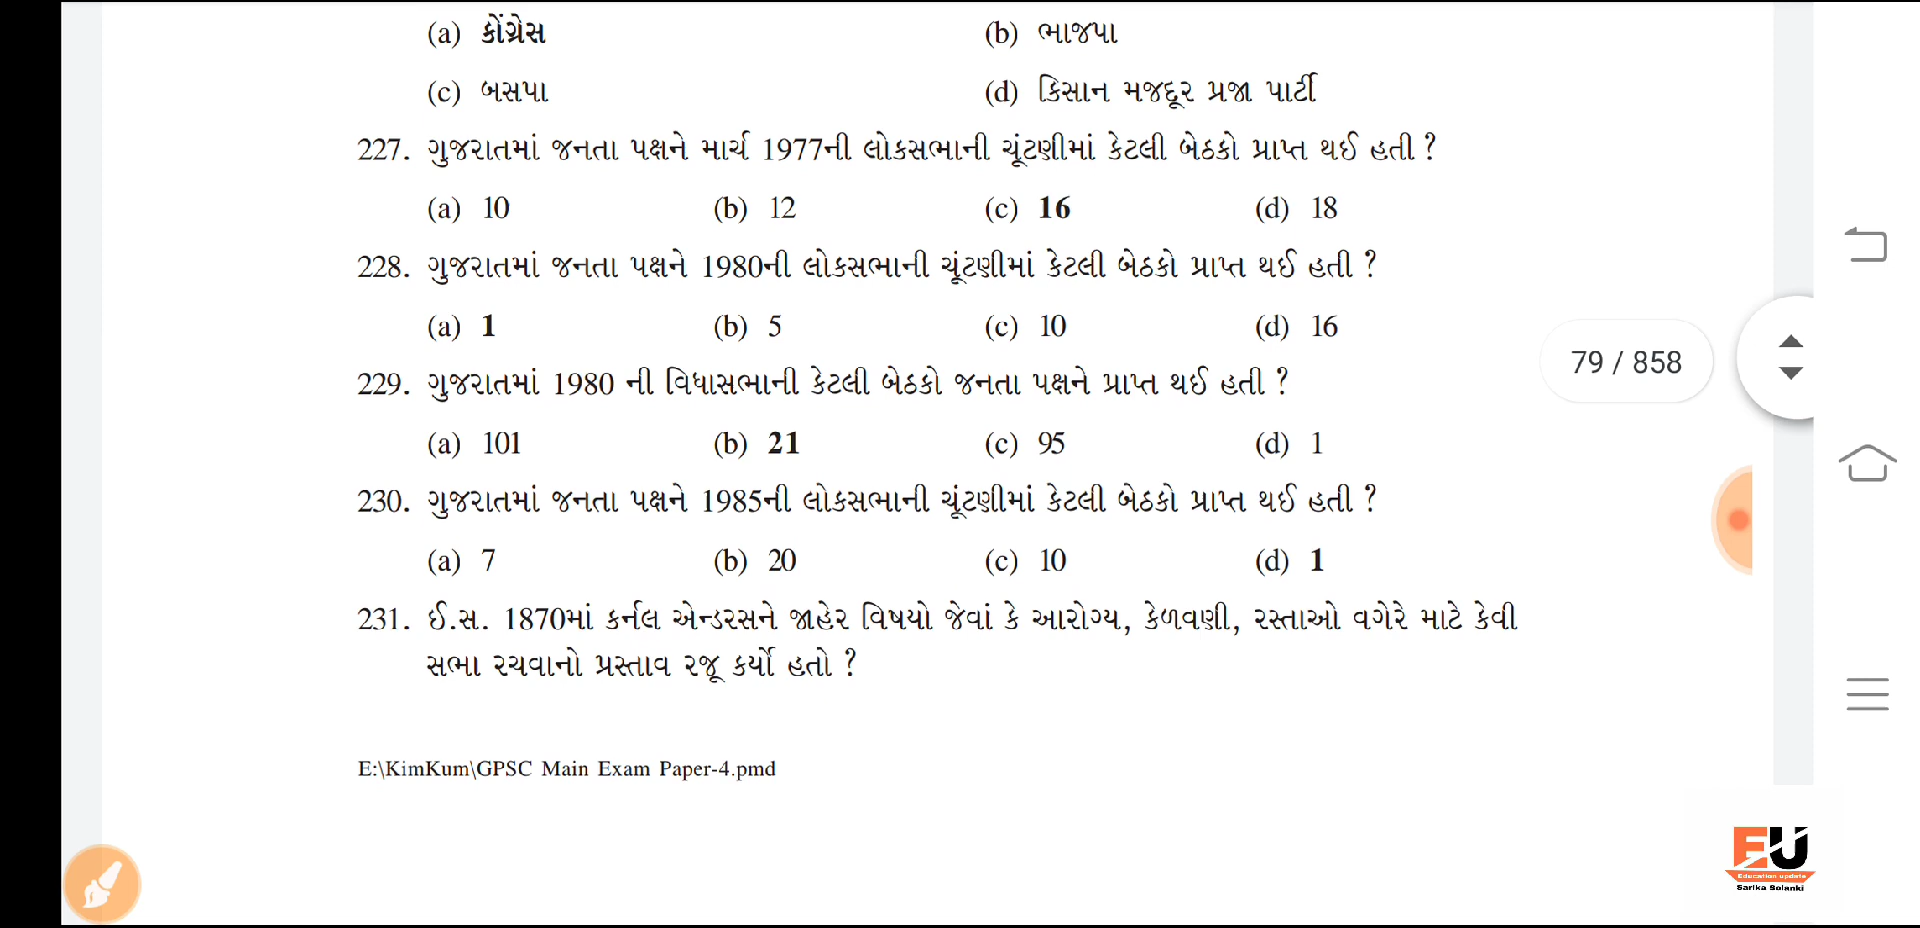 (a) કોંગ્રેસ (b) ભાજપા
(c) બસપા (d) કિસાન મજદૂર પ્રજા પાર્ટી
227. ગુજરાતમાં જનતા પક્ષને માર્ચ 1977ની લોકસભાની ચૂંટણીમાં કેટલી બેઠકો પ્રાપ્ત થઈ હતી ?
(a) 10 (b) 12 (c) 16 (d) 18
228. ગુજરાતમાં જનતા પક્ષને 1980ની લોકસભાની ચૂંટણીમાં કેટલી બેઠકો પ્રાપ્ત થઈ હતી ?
(a) 1 (b) 5 (c) 10 (d) 16
229. ગુજરાતમાં 1980 ની વિધાસભાની કેટલી બેઠકો જનતા પક્ષને પ્રાપ્ત થઈ હતી ?
(a) 101 (b) 21 (c) 95 (d) 1
230. ગુજરાતમાં જનતા પક્ષને 1985ની લોકસભાની ચૂંટણીમાં કેટલી બેઠકો પ્રાપ્ત થઈ હતી ?
(a) 7 (b) 20 (c) 10 (d) 1
231. ઈ.સ. 1870માં કર્નલ એન્ડરસને જાહેર વિષયો જેવાં કે આરોગ્ય, કેળવણી, રસ્તાઓ વગેરે માટે કેવી
સભા રચવાનો પ્રસ્તાવ રજૂ કર્યો હતો ?
E:\KimKum\GPSC Main Exam Paper-4.pmd
79 / 858
EU
Education update
Sarika Solanki